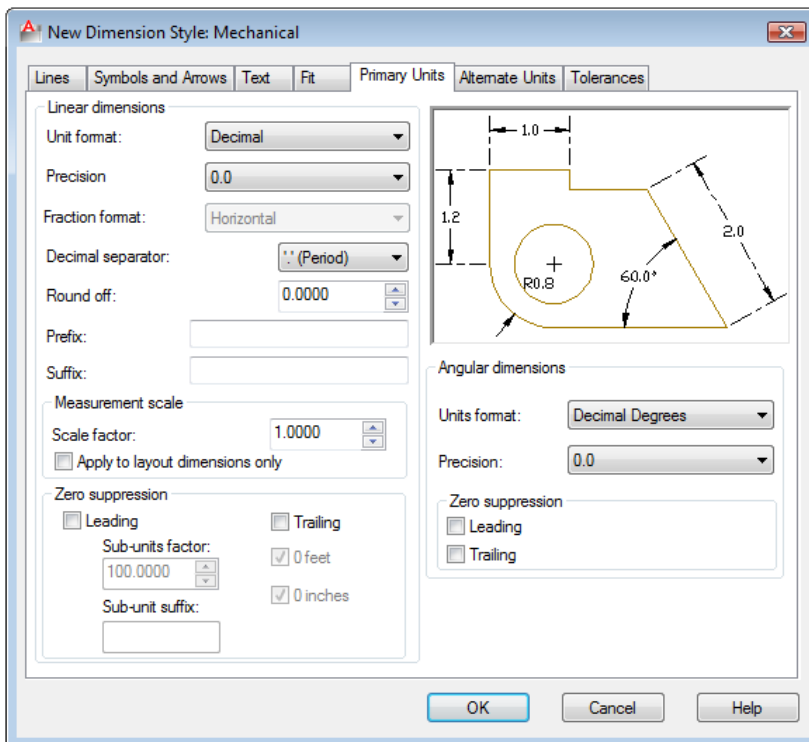 New Dimension Style: Mechanical
Lines Symbols and Arrows Text Fit Primary Units Alternate Units Tolerances
Linear dimensions
Unit format: Decimal
Precision 0.0
Fraction format: Horizontal
Decimal separator: '.' (Period)
Round off: 0.0000
Prefix:
Suffix:
Measurement scale
Scale factor: 1.0000
Apply to layout dimensions only
Zero suppression
Leading Trailing
Sub-units factor: 0 feet
100.0000
0 inches
Sub-unit suffix:
1.0
1.2
2.0
R0.8
60.0°
Angular dimensions
Units format: Decimal Degrees
Precision: 0.0
Zero suppression
Leading
Trailing
OK Cancel Help